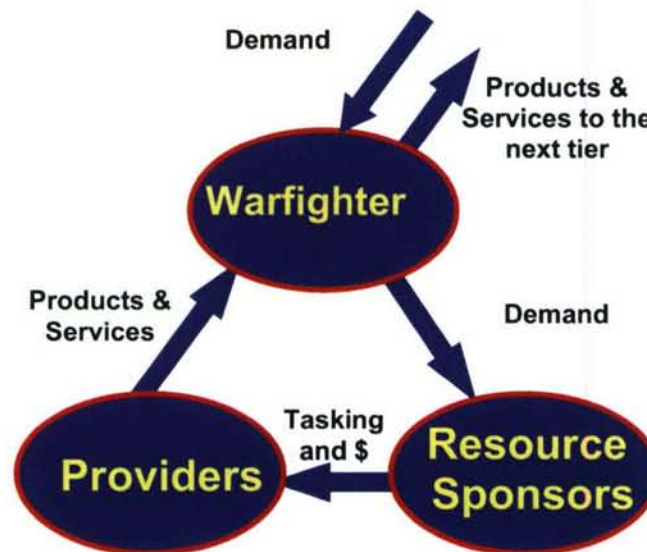 Demand
Products &
Services to the
next tier
Warfighter
Products &
Services
Demand
Tasking
and $
Providers
Resource
Sponsors